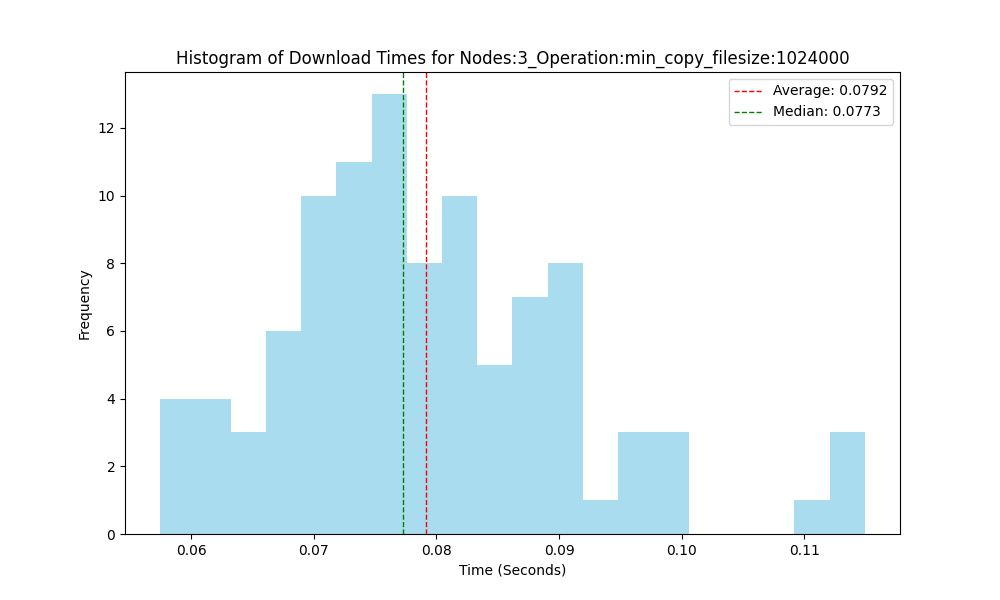 Histogram of Download Times for Nodes:3_Operation:min_copy_filesize:1024000
Average: 0.0792
Median: 0.0773
Frequency
12
10
8
6
4
2
0
0.06 0.07 0.08 0.09 0.10 0.11
Time (Seconds)